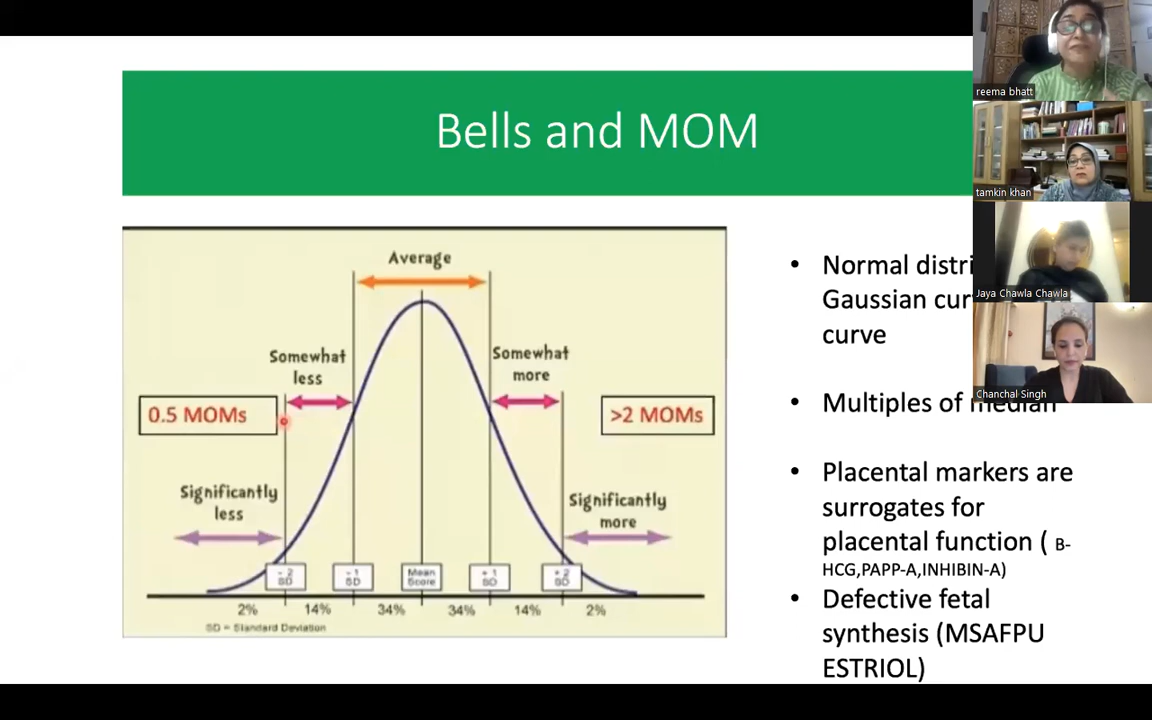 Bells and MOM
Average
Somewhat
less
Somewhat
more
0.5 MOMs
>2 MOMs
Significantly
less
Significantly
more
- 2
SD
- 1
SD
Mean
Score
+ 1
SD
+ 2
SD
2%
14%
34%
34%
14%
2%
SD = Standard Deviation
• Normal distri
Gaussian cur
curve
• Multiples of median
• Placental markers are
surrogates for
placental function ( B-
HCG,PAPP-A,INHIBIN-A)
• Defective fetal
synthesis (MSAFPU
ESTRIOL)
reema bhatt
tamkin khan
Jaya Chawla Chawla
Chanchal Singh